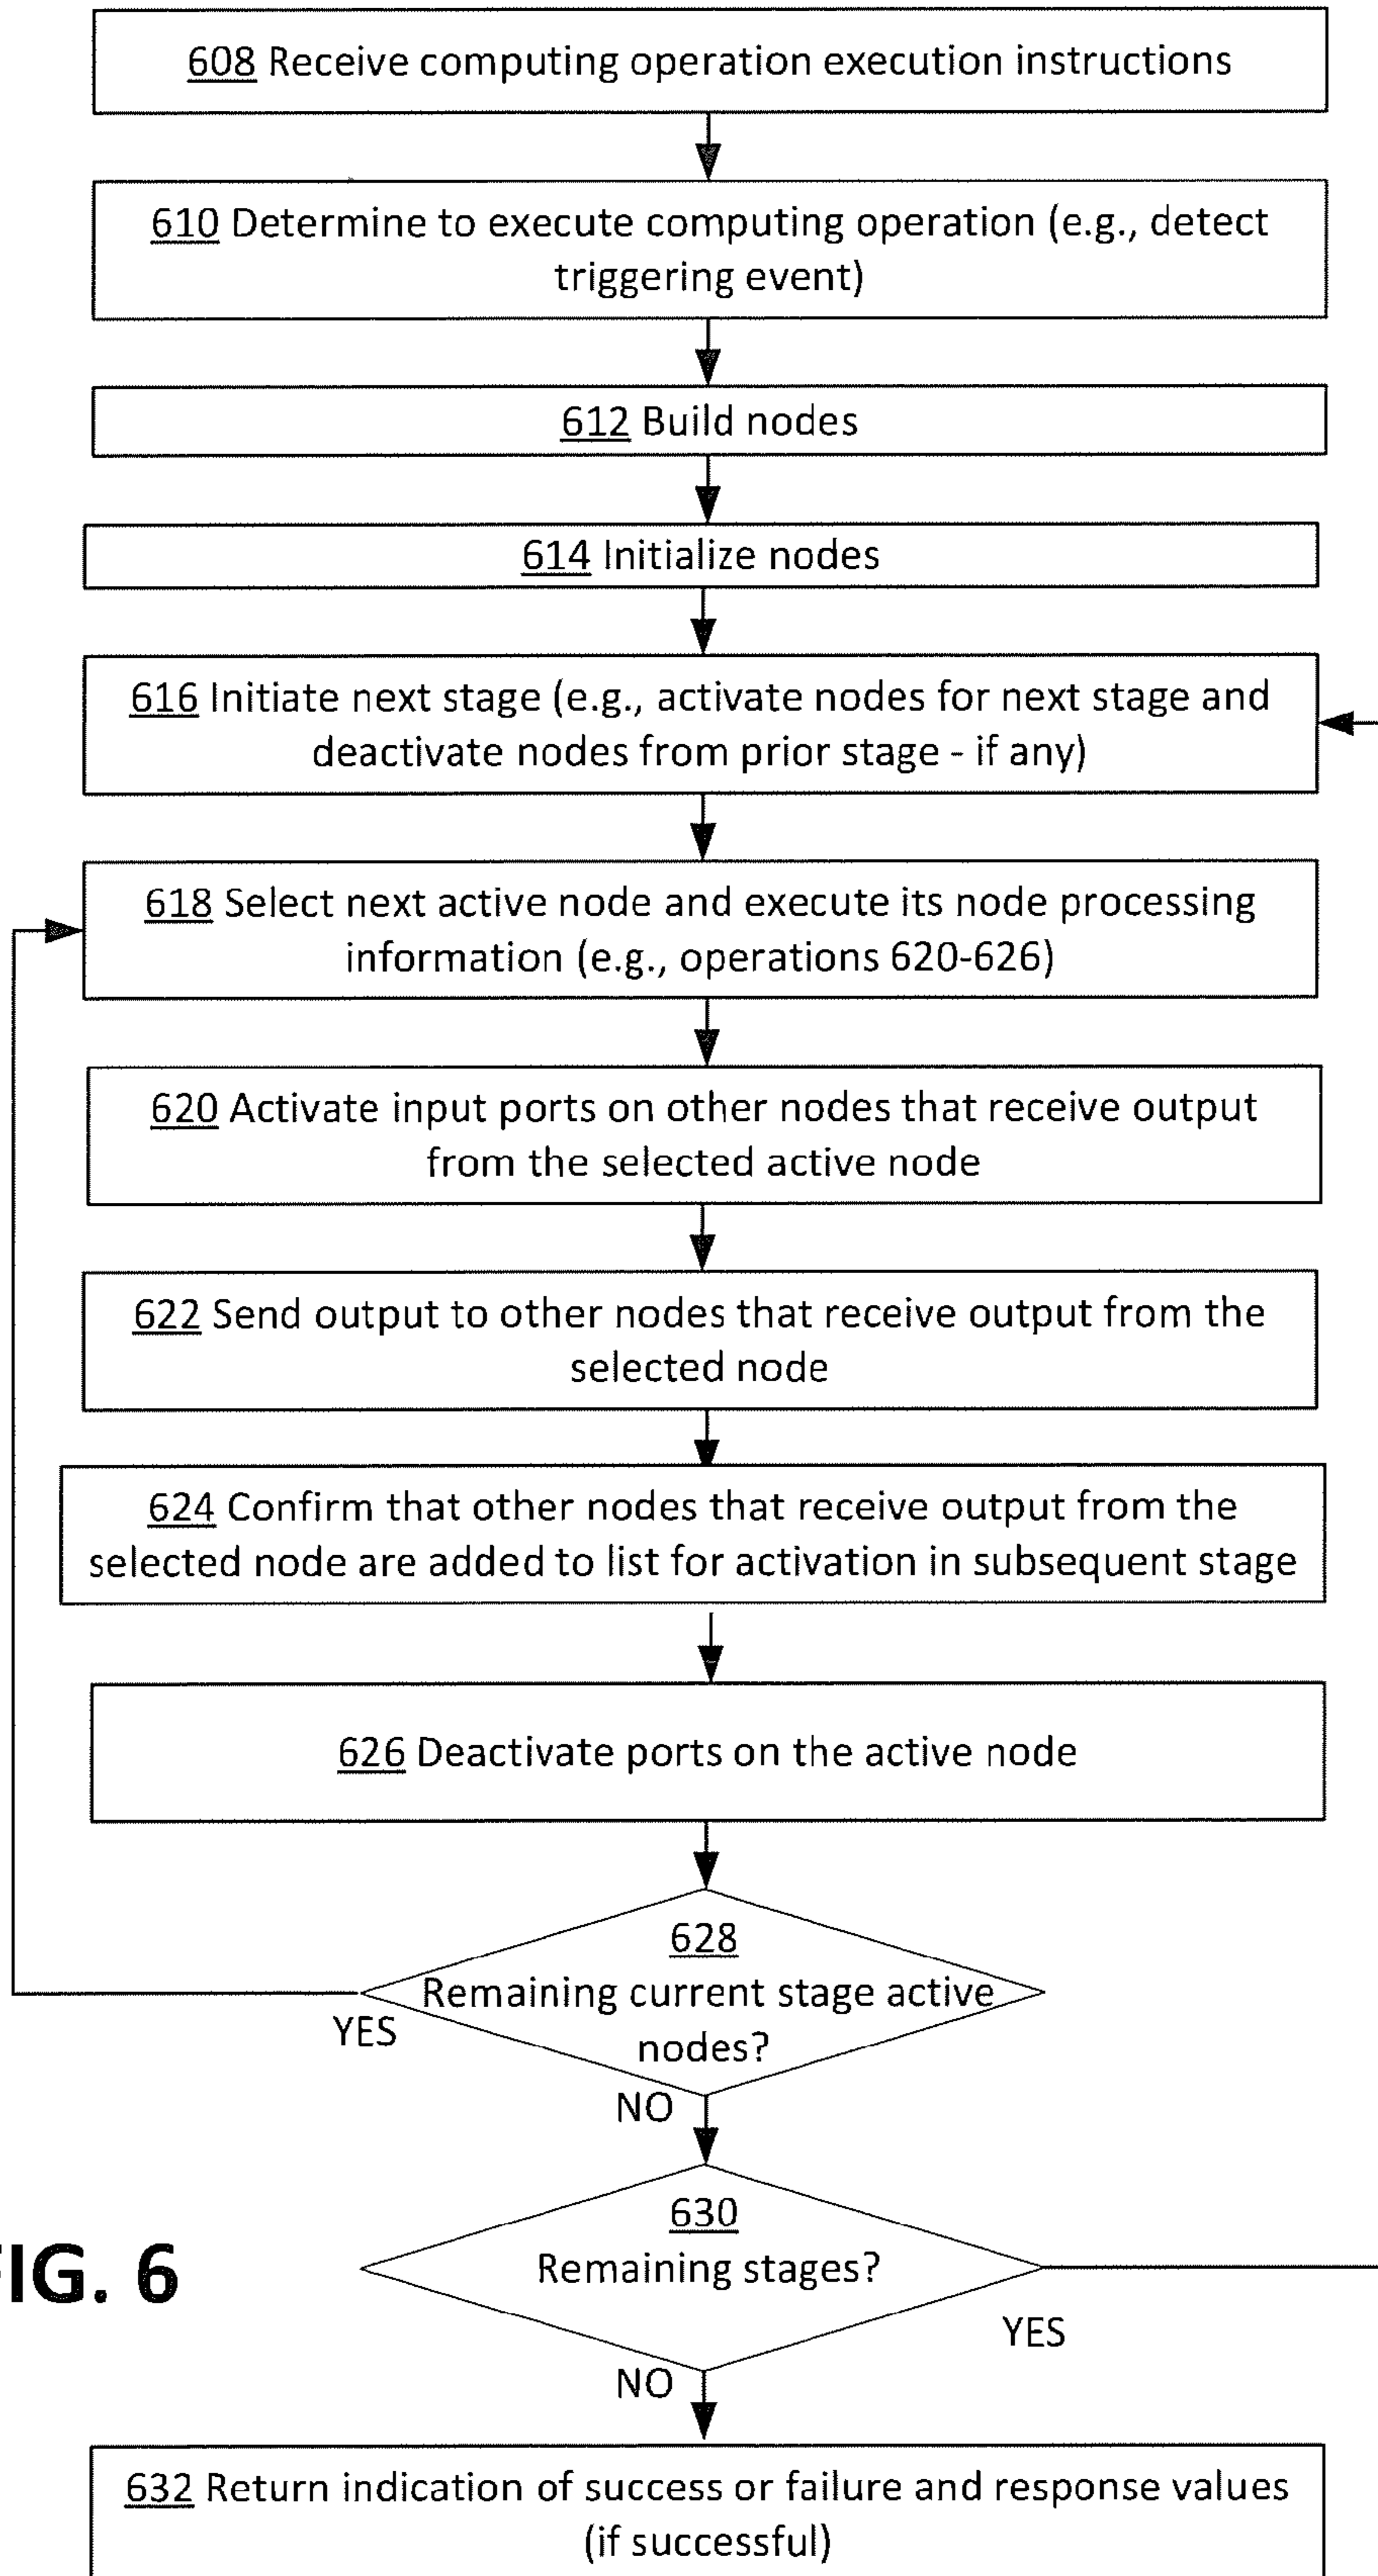 608 Receive computing operation execution instructions
610 Determine to execute computing operation (e.g., detect
triggering event)
612 Build nodes
614 Initialize nodes
616 Initiate next stage (e.g., activate nodes for next stage and
deactivate nodes from prior stage - if any)
618 Select next active node and execute its node processing
information (e.g., operations 620-626)
620 Activate input ports on other nodes that receive output
from the selected active node
622 Send output to other nodes that receive output from the
selected node
624 Confirm that other nodes that receive output from the
selected node are added to list for activation in subsequent stage
626 Deactivate ports on the active node
628
Remaining current stage active
nodes?
YES
NO
630
Remaining stages?
FIG. 6
YES
NO
632 Return indication of success or failure and response values
(if successful)